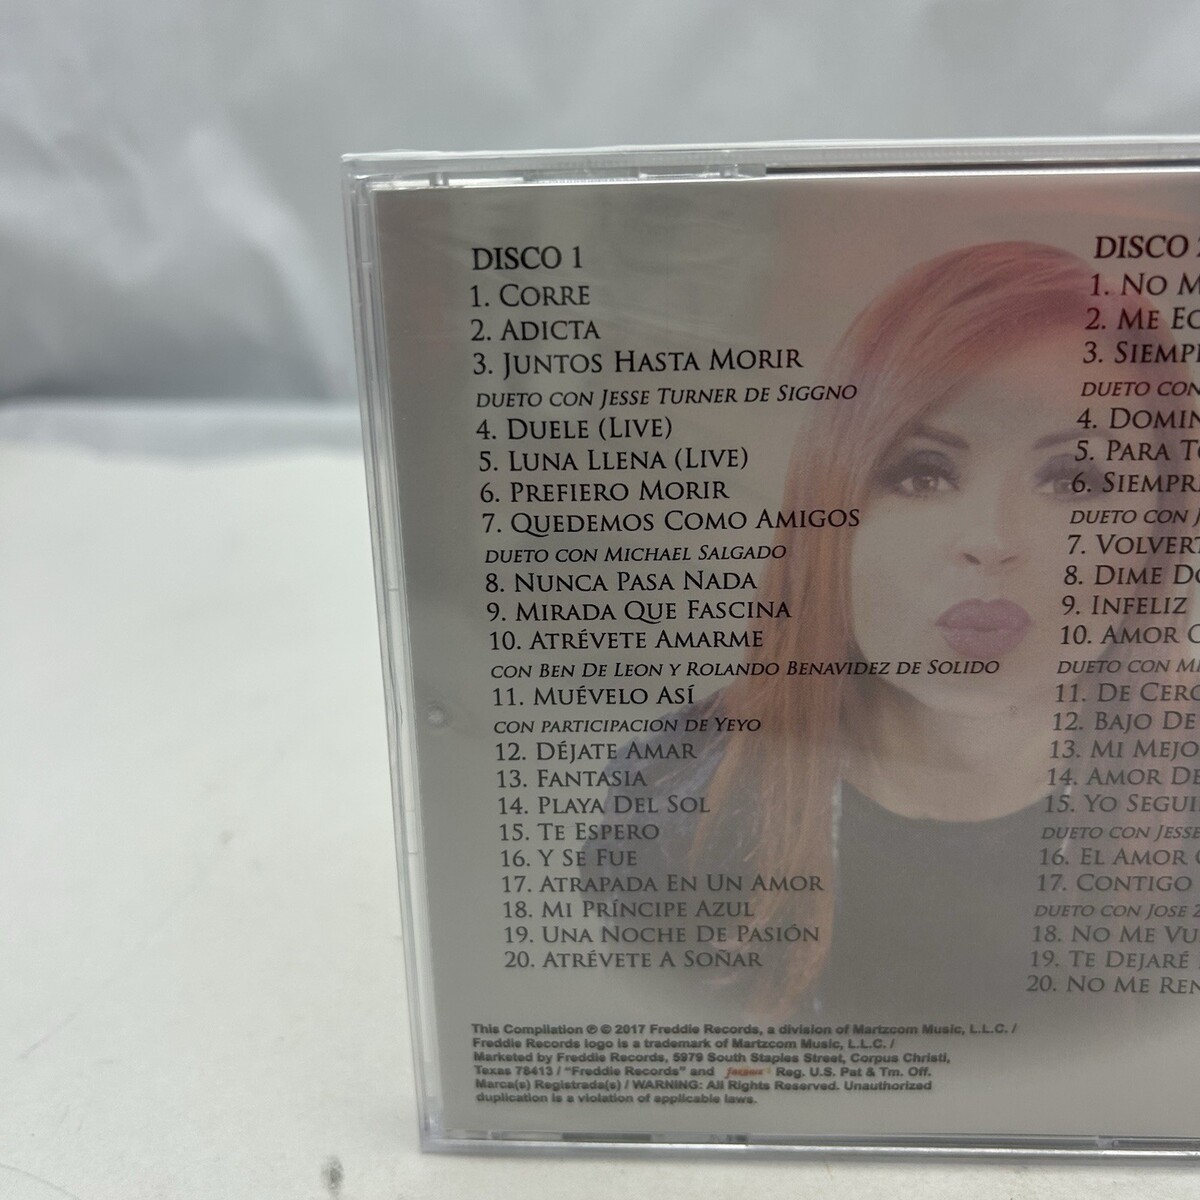 DISCO 1
1. CORRE
2. ADICTA
3. JUNTOS HASTA MORIR
DUETO CON JESSE TURNER DE SIGGNO
4. DUELE (LIVE)
5. LUNA LLENA (LIVE)
6. PREFIERO MORIR
7. QUEDEMOS COMO AMIGOS
DUETO CON MICHAEL SALGADO
8. NUNCA PASA NADA
9. MIRADA QUE FASCINA
10. ATRÉVETE AMARME
CON BEN DE LEON Y ROLANDO BENAVIDEZ DE SOLIDO
11. MUÉVELO ASÍ
CON PARTICIPACION DE YEYO
12. DÉJATE AMAR
13. FANTASIA
14. PLAYA DEL SOL
15. TE ESPERO
16. Y SE FUE
17. ATRAPADA EN UN AMOR
18. MI PRÍNCIPE AZUL
19. UNA NOCHE DE PASIÓN
20. ATRÉVETE A SOÑAR
DISCO
1. NO
2. ME
3.
DUETO CON
4.
5. PARA
6.
DUETO CON
7.
8. DIME
9. INFELIZ
10. AMOR
DUETO CON
11. DE
12. BAJO DE
13. MI
14. AMOR
15. YO
DUETO CON JESSE
16. EL AMOR
17. CONTIGO
DUETO CON JOSE
18. NO ME
19. TE DEJARÉ
20. NO ME
This Compilation ℗ © 2017 Freddie Records, a division of Martzcom Music, L.L.C. /
Freddie Records logo is a trademark of Martzcom Music, L.L.C. /
Marketed by Freddie Records, 5979 South Staples Street, Corpus Christi,
Texas 78413 / "Freddie Records" and Reg. U.S. Pat & Tm. Off.
Marca(s) Registrada(s) / WARNING: All Rights Reserved. Unauthorized
duplication is a violation of applicable laws.